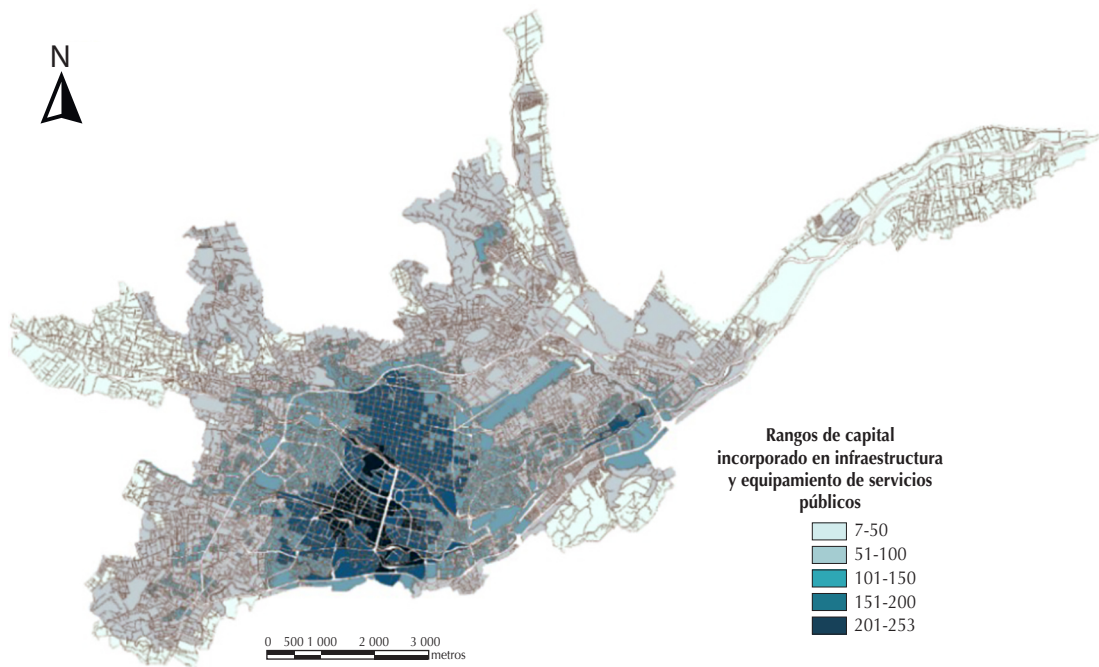 N
Rangos de capital
incorporado en infraestructura
y equipamiento de servicios
públicos
7-50
51-100
101-150
151-200
201-253
0 500 1 000 2 000 3 000
metros